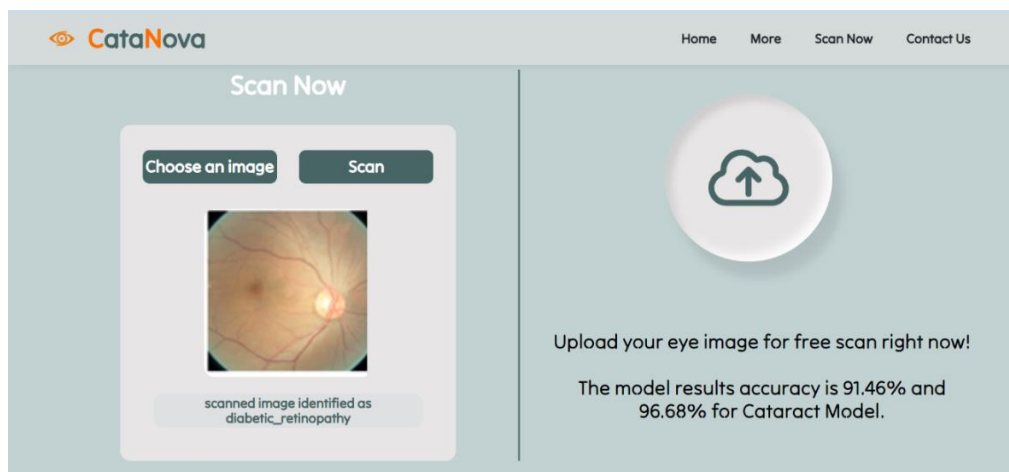 CataNova
Home More Scan Now Contact Us
Scan Now
Choose an image Scan
scanned image identified as
diabetic_retinopathy
Upload your eye image for free scan right now!
The model results accuracy is 91.46% and
96.68% for Cataract Model.